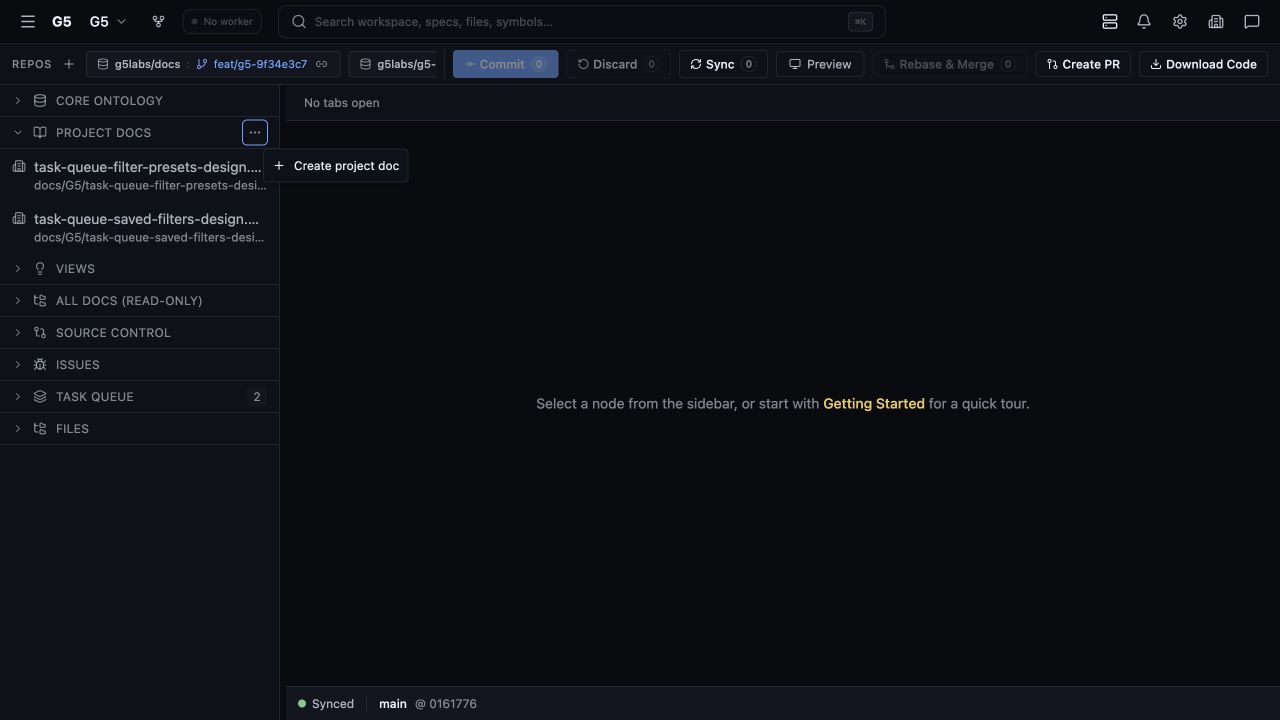 G5 G5 No worker Search workspace, specs, files, symbols... ⌘K
REPOS + g5labs/docs : feat/g5-9f34e3c7 g5labs/g5- Commit 0 Discard 0 Sync 0 Preview Rebase & Merge 0 Create PR Download Code
CORE ONTOLOGY
No tabs open
PROJECT DOCS ...
+ Create project doc
task-queue-filter-presets-design....
docs/G5/task-queue-filter-presets-desi...
task-queue-saved-filters-design....
docs/G5/task-queue-saved-filters-desi...
VIEWS
ALL DOCS (READ-ONLY)
SOURCE CONTROL
ISSUES
TASK QUEUE 2
FILES
Select a node from the sidebar, or start with Getting Started for a quick tour.
Synced main @ 0161776